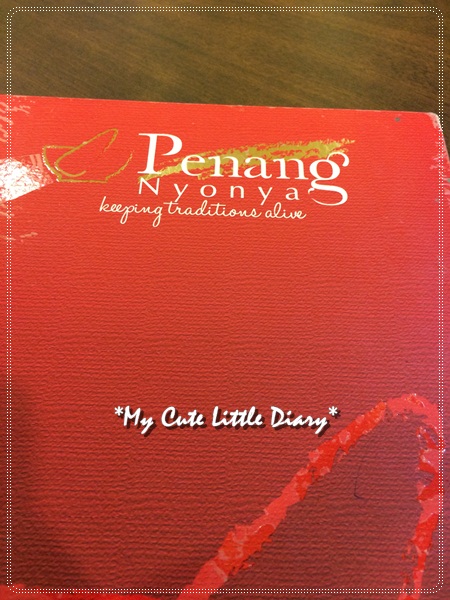 Penang
Nyonya
keeping traditions alive
*My Cute Little Diary*